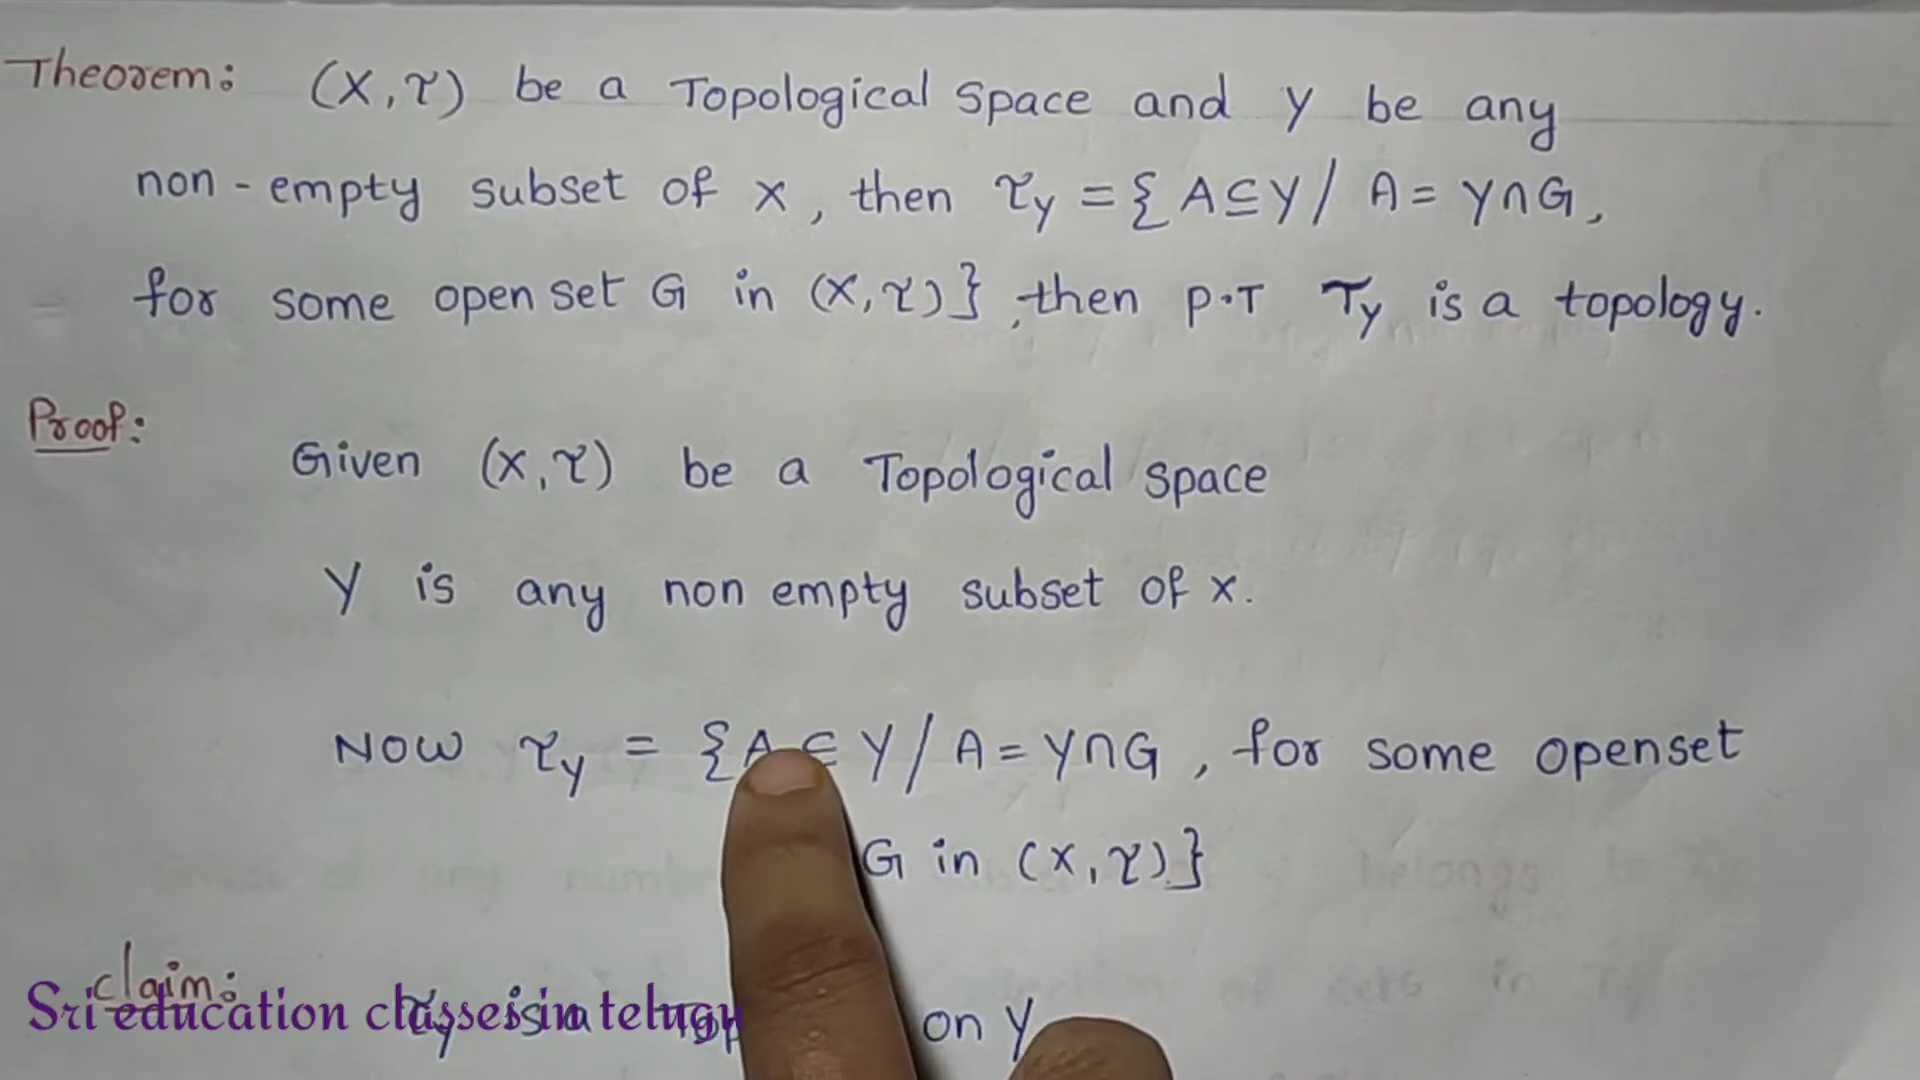 Theorem: (X, τ) be a Topological Space and Y be any
non-empty subset of X, then τy = { A⊆Y / A = Y∩G,
for some open set G in (X, τ)}, then P.T τy is a topology.
Proof:
Given (X, τ) be a Topological space
Y is any non empty subset of X.
Now τy = {A⊆Y / A = Y∩G, for some openset
G in (X, τ)}
claim:
τy is a on Y
Sri education classes in telugu